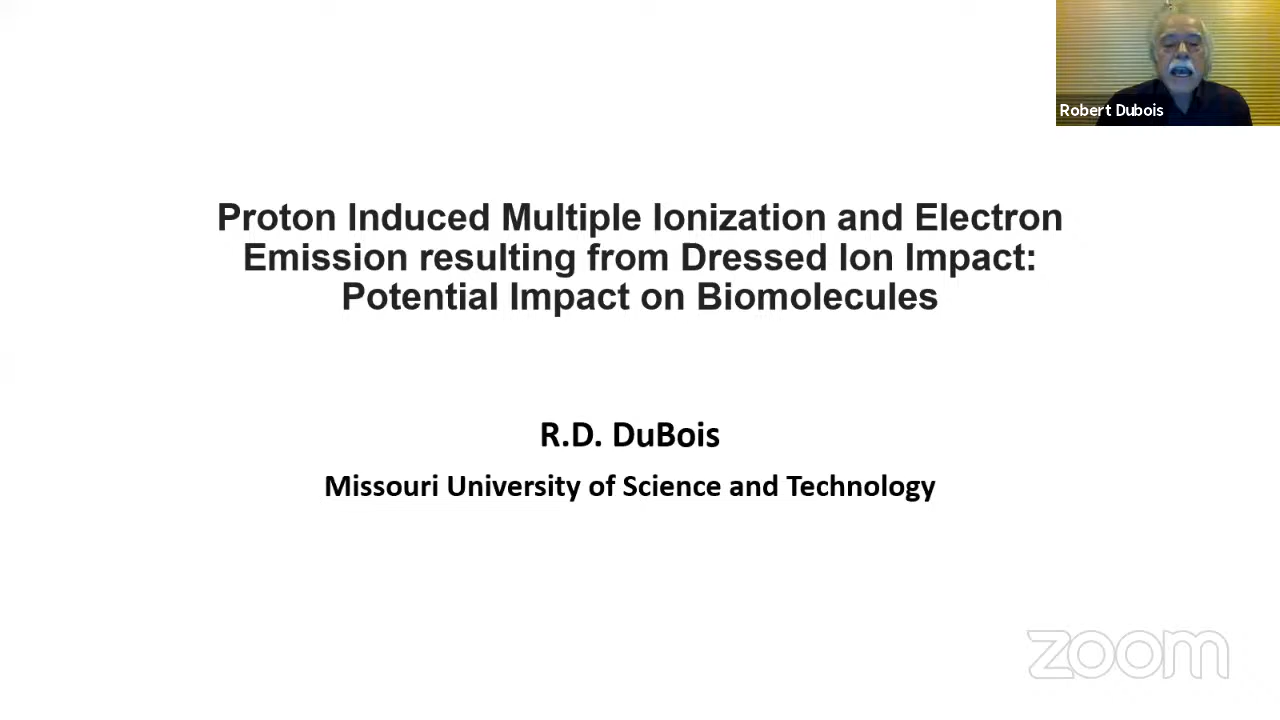 Robert Dubois
Proton Induced Multiple Ionization and Electron
Emission resulting from Dressed Ion Impact:
Potential Impact on Biomolecules
R.D. DuBois
Missouri University of Science and Technology
zoom